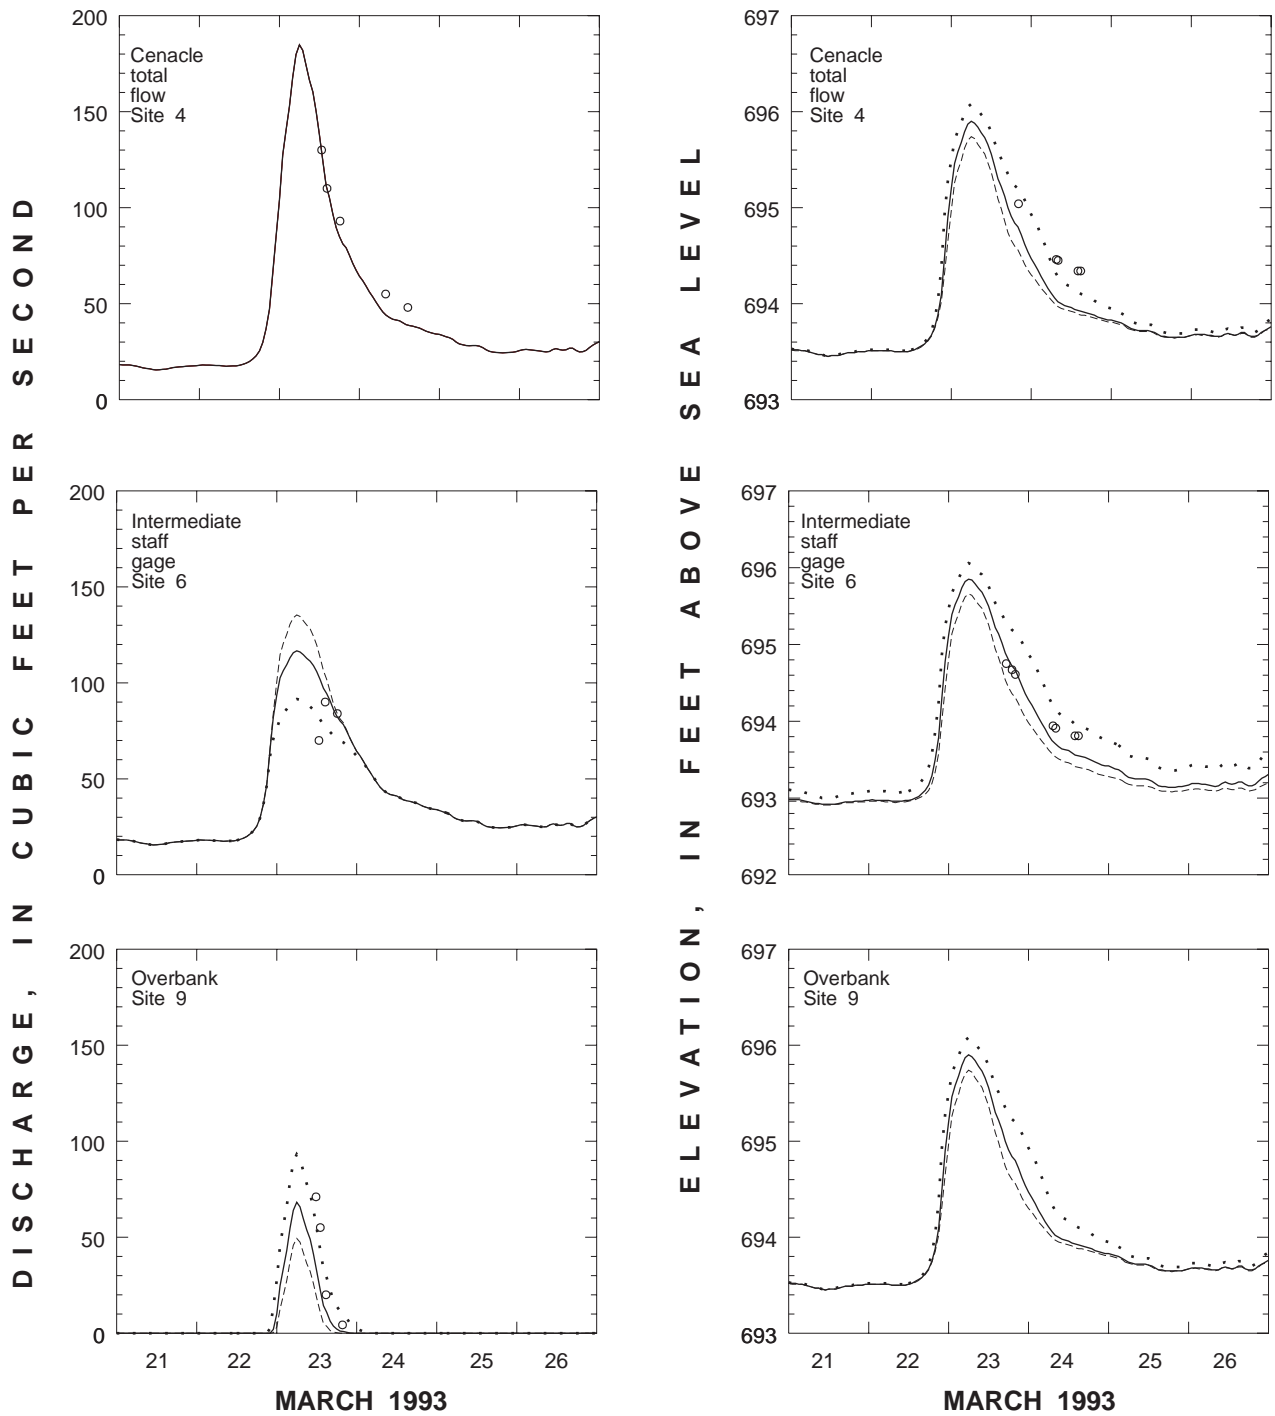 DISCHARGE, IN CUBIC FEET PER SECOND
200
150
100
50
0
Cenacle
total
flow
Site 4
200
150
100
50
0
Intermediate
staff
gage
Site 6
200
150
100
50
0
Overbank
Site 9
21 22 23 24 25 26
MARCH 1993
ELEVATION, IN FEET ABOVE SEA LEVEL
697
696
695
694
693
Cenacle
total
flow
Site 4
697
696
695
694
693
692
Intermediate
staff
gage
Site 6
697
696
695
694
693
Overbank
Site 9
21 22 23 24 25 26
MARCH 1993